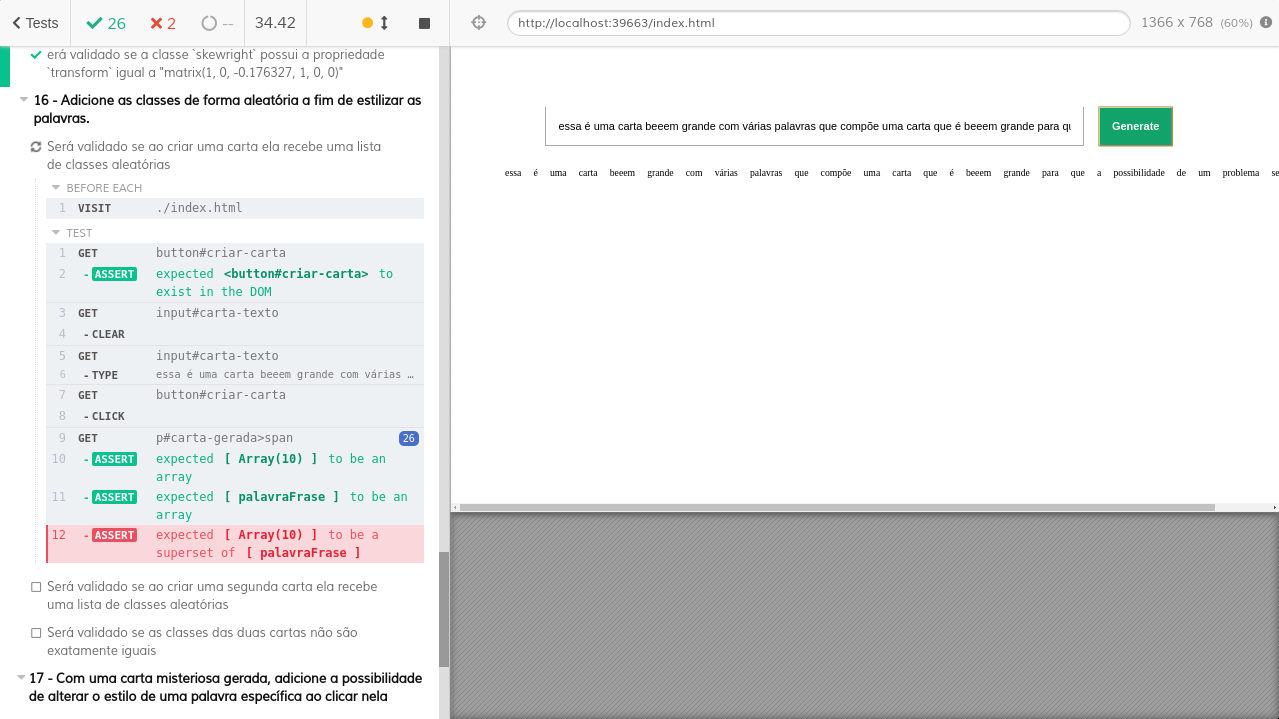 Tests 26 2 -- 34.42 http://localhost:39663/index.html 1366 x 768 (60%)
erá validado se a classe `skewright` possui a propriedade
`transform` igual a "matrix(1, 0, -0.176327, 1, 0, 0)"
16 - Adicione as classes de forma aleatória a fim de estilizar as
palavras.
Será validado se ao criar uma carta ela recebe uma lista
de classes aleatórias
BEFORE EACH
1 VISIT ./index.html
TEST
1 GET button#criar-carta
2 -ASSERT expected <button#criar-carta> to
exist in the DOM
3 GET input#carta-texto
4 -CLEAR
5 GET input#carta-texto
6 -TYPE essa é uma carta beeem grande com várias …
7 GET button#criar-carta
8 -CLICK
9 GET p#carta-gerada>span 26
10 -ASSERT expected [ Array(10) ] to be an
array
11 -ASSERT expected [ palavraFrase ] to be an
array
12 -ASSERT expected [ Array(10) ] to be a
superset of [ palavraFrase ]
Será validado se ao criar uma segunda carta ela recebe
uma lista de classes aleatórias
Será validado se as classes das duas cartas não são
exatamente iguais
17 - Com uma carta misteriosa gerada, adicione a possibilidade
de alterar o estilo de uma palavra específica ao clicar nela
essa é uma carta beeem grande com várias palavras que compõe uma carta que é beeem grande para qu
Generate
essa é uma carta beeem grande com várias palavras que compõe uma carta que é beeem grande para que a possibilidade de um problema se